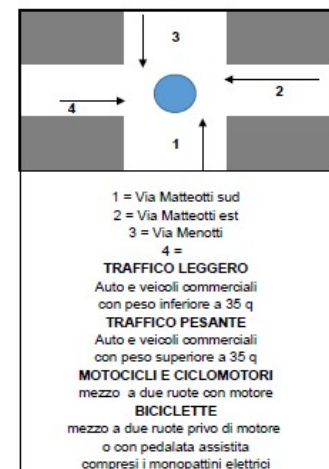 3
2
4
1
1 = Via Matteotti sud
2 = Via Matteotti est
3 = Via Menotti
4 =
TRAFFICO LEGGERO
Auto e veicoli commerciali
con peso inferiore a 35 q
TRAFFICO PESANTE
Auto e veicoli commerciali
con peso superiore a 35 q
MOTOCICLI E CICLOMOTORI
mezzo a due ruote con motore
BICICLETTE
mezzo a due ruote privo di motore
o con pedalata assistita
compresi i monopattini elettrici